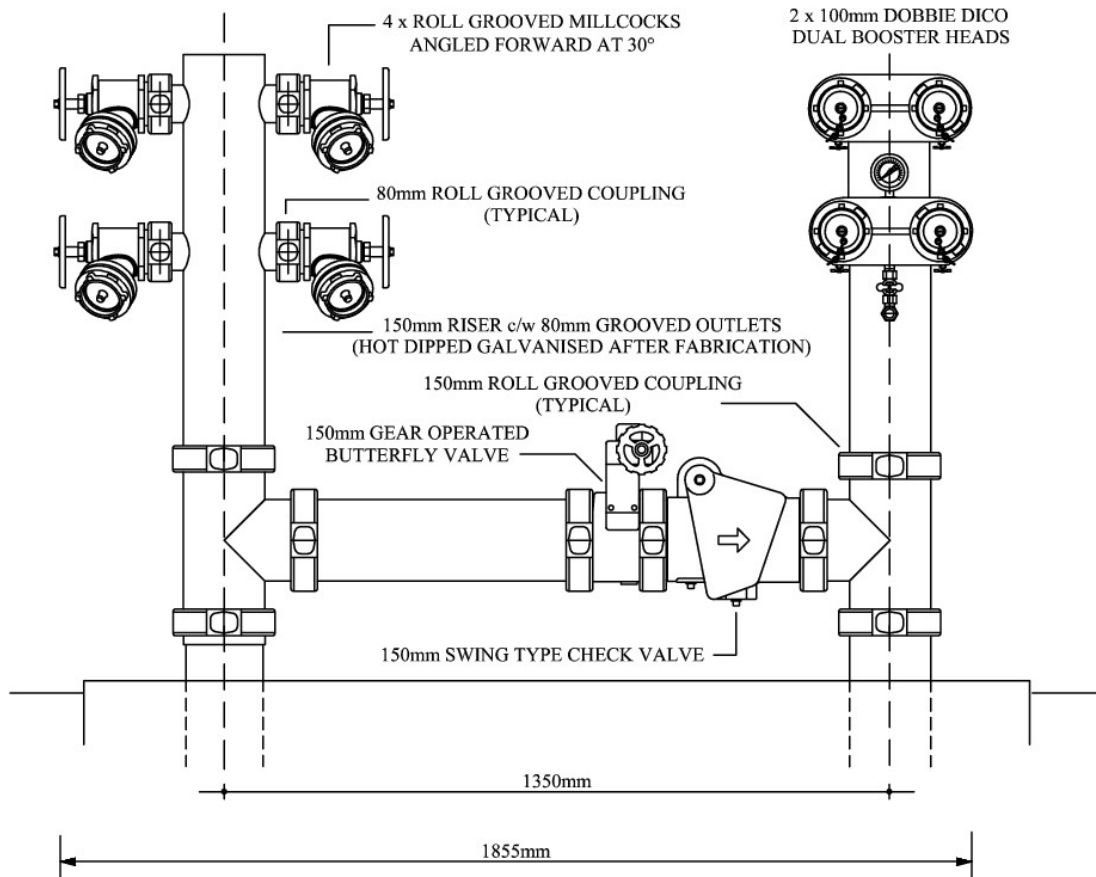 4 x ROLL GROOVED MILLCOCKS
ANGLED FORWARD AT 30°
2 x 100mm DOBBIE DICO
DUAL BOOSTER HEADS
80mm ROLL GROOVED COUPLING
(TYPICAL)
150mm RISER c/w 80mm GROOVED OUTLETS
(HOT DIPPED GALVANISED AFTER FABRICATION)
150mm ROLL GROOVED COUPLING
(TYPICAL)
150mm GEAR OPERATED
BUTTERFLY VALVE
150mm SWING TYPE CHECK VALVE
1350mm
1855mm